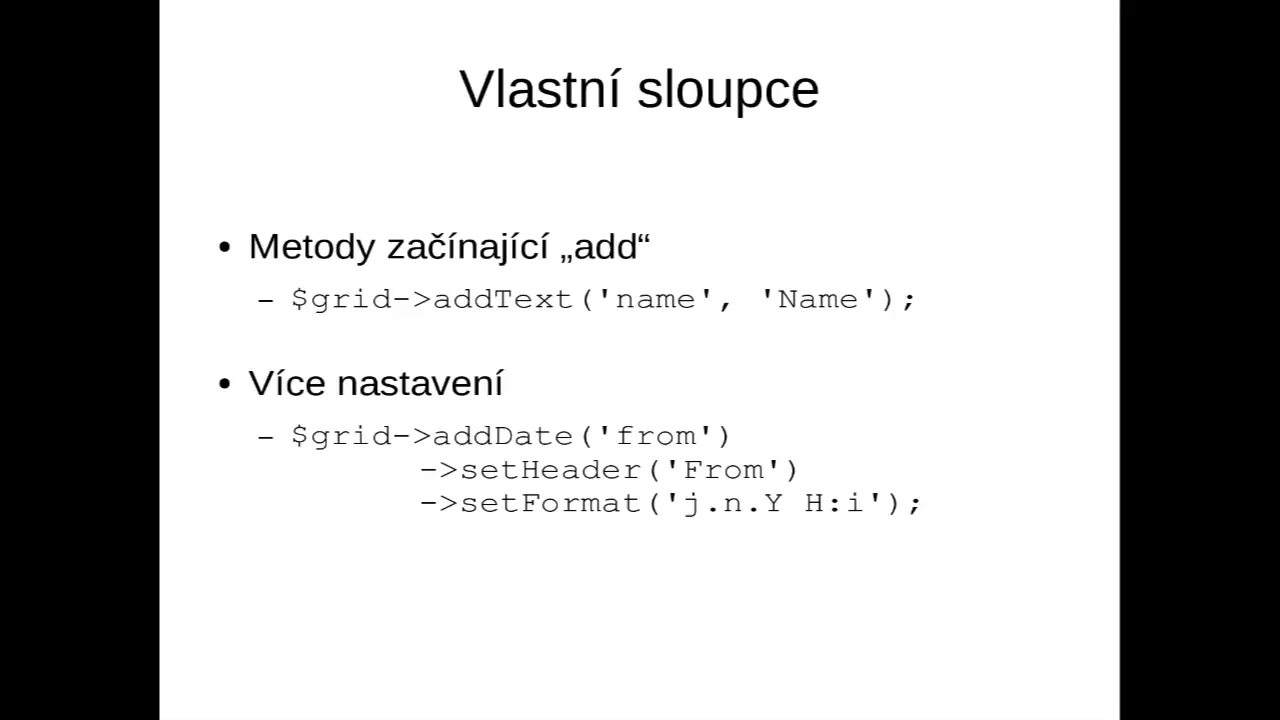 Vlastní sloupce
• Metody začínající „add“
– $grid->addText('name', 'Name');
• Více nastavení
– $grid->addDate('from')
->setHeader('From')
->setFormat('j.n.Y H:i');